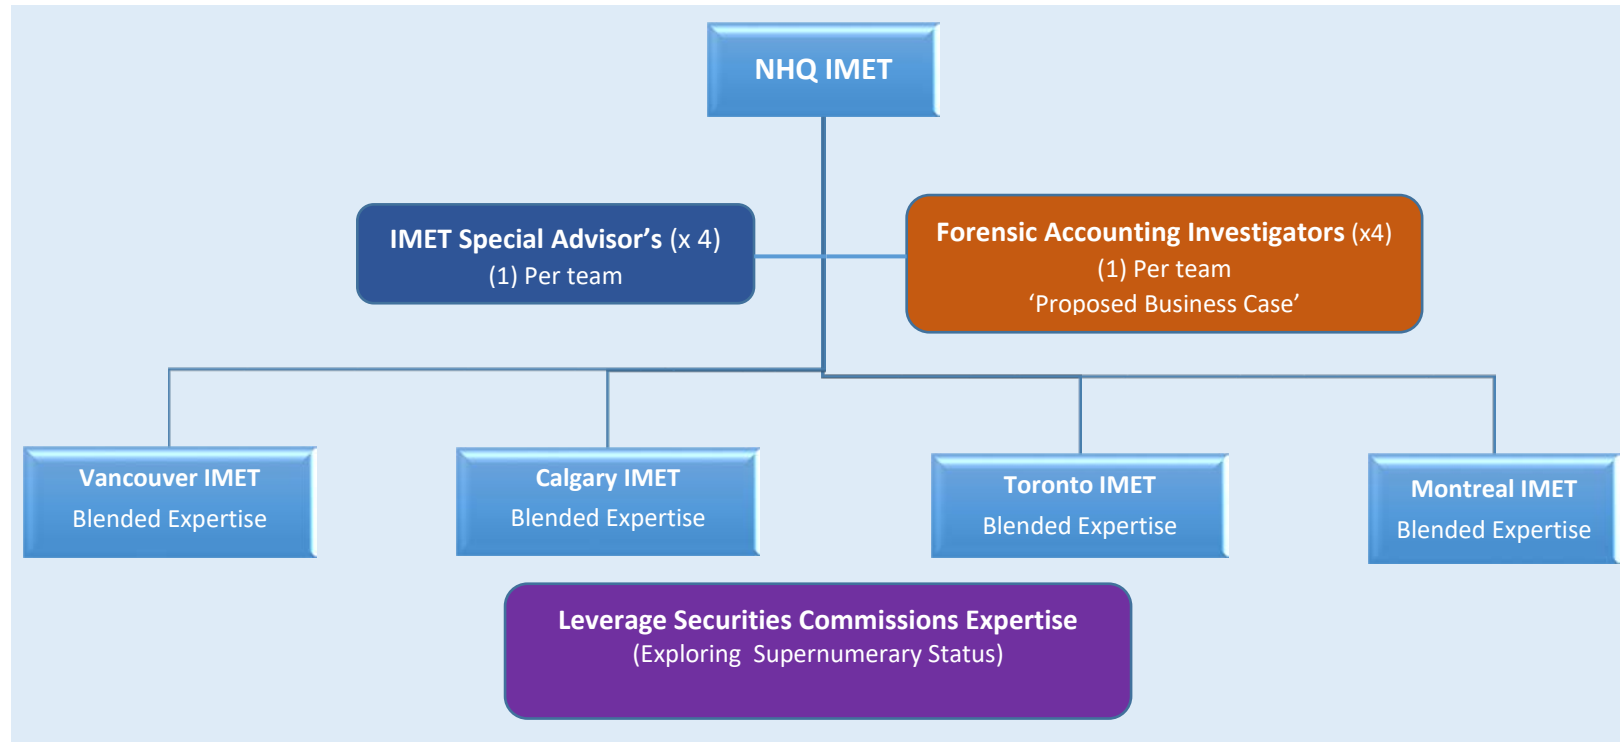 NHQ IMET
IMET Special Advisor’s (x 4)
(1) Per team
Forensic Accounting Investigators (x4)
(1) Per team
‘Proposed Business Case’
Vancouver IMET
Blended Expertise
Calgary IMET
Blended Expertise
Toronto IMET
Blended Expertise
Montreal IMET
Blended Expertise
Leverage Securities Commissions Expertise
(Exploring Supernumerary Status)